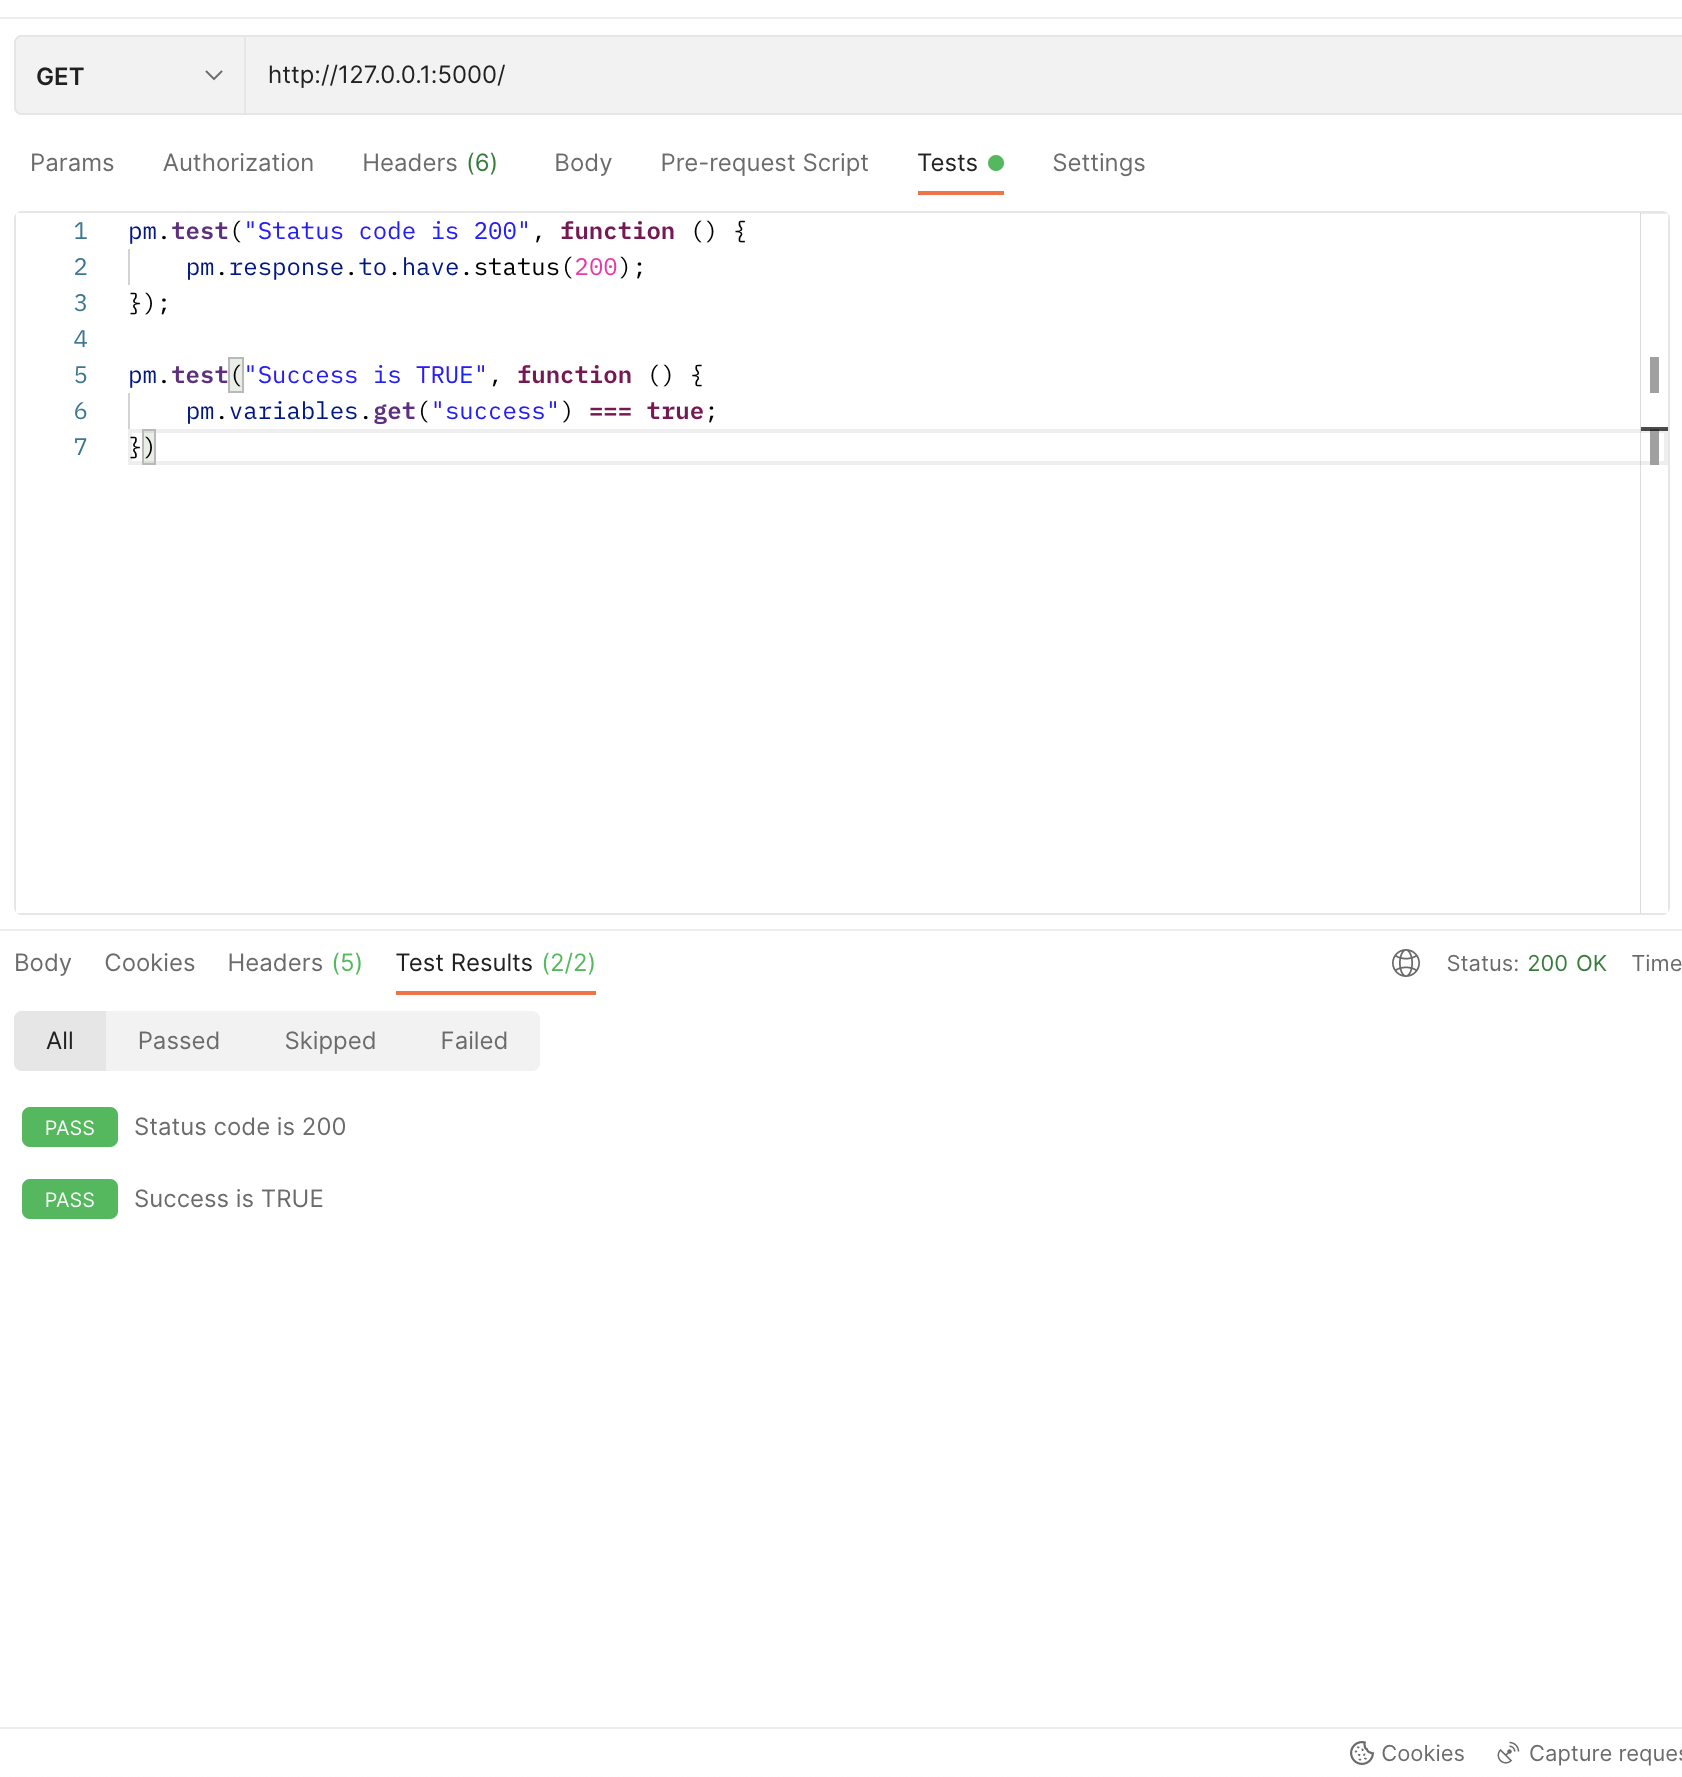 GET http://127.0.0.1:5000/
Params Authorization Headers (6) Body Pre-request Script Tests Settings
1 pm.test("Status code is 200", function () {
2 pm.response.to.have.status(200);
3 });
4
5 pm.test("Success is TRUE", function () {
6 pm.variables.get("success") === true;
7 })
Body Cookies Headers (5) Test Results (2/2) Status: 200 OK Time
All Passed Skipped Failed
PASS Status code is 200
PASS Success is TRUE
Cookies Capture reques